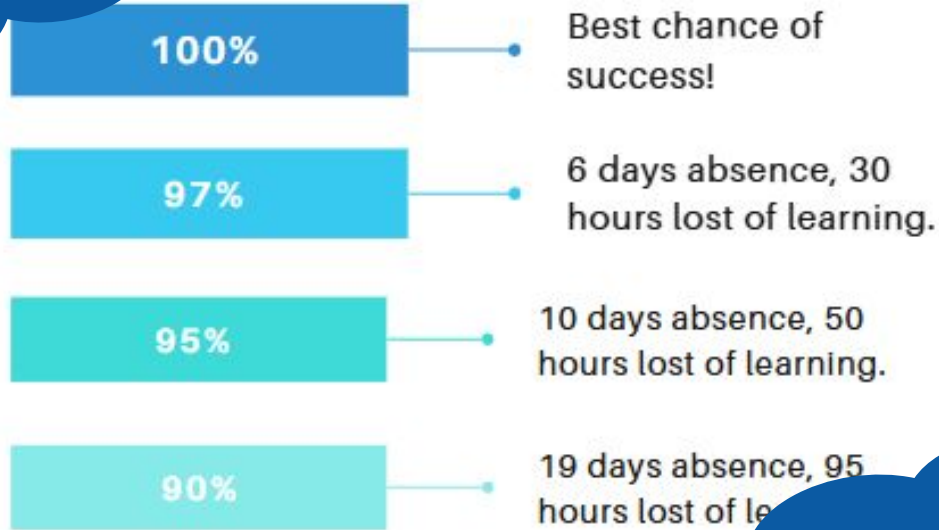 100%
Best chance of
success!
97%
6 days absence, 30
hours lost of learning.
95%
10 days absence, 50
hours lost of learning.
90%
19 days absence, 95
hours lost of